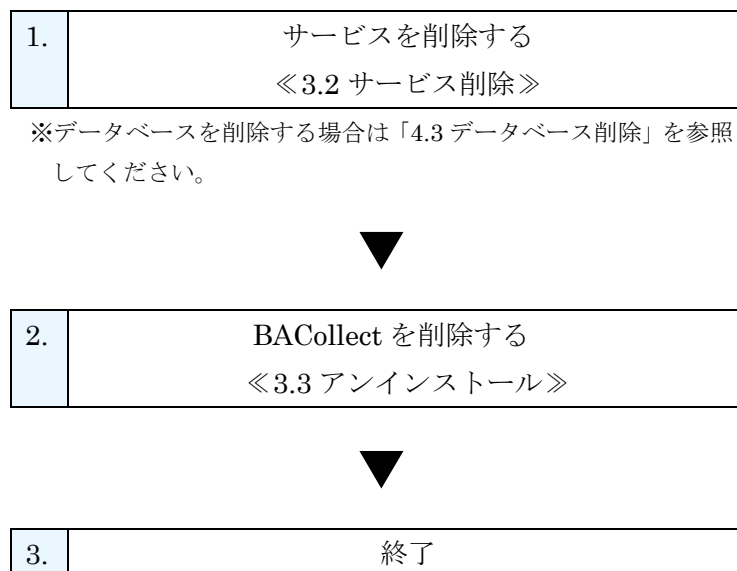 1. サービスを削除する
≪3.2 サービス削除≫
※データベースを削除する場合は「4.3 データベース削除」を参照
してください。
2. BACollect を削除する
≪3.3 アンインストール≫
3. 終了